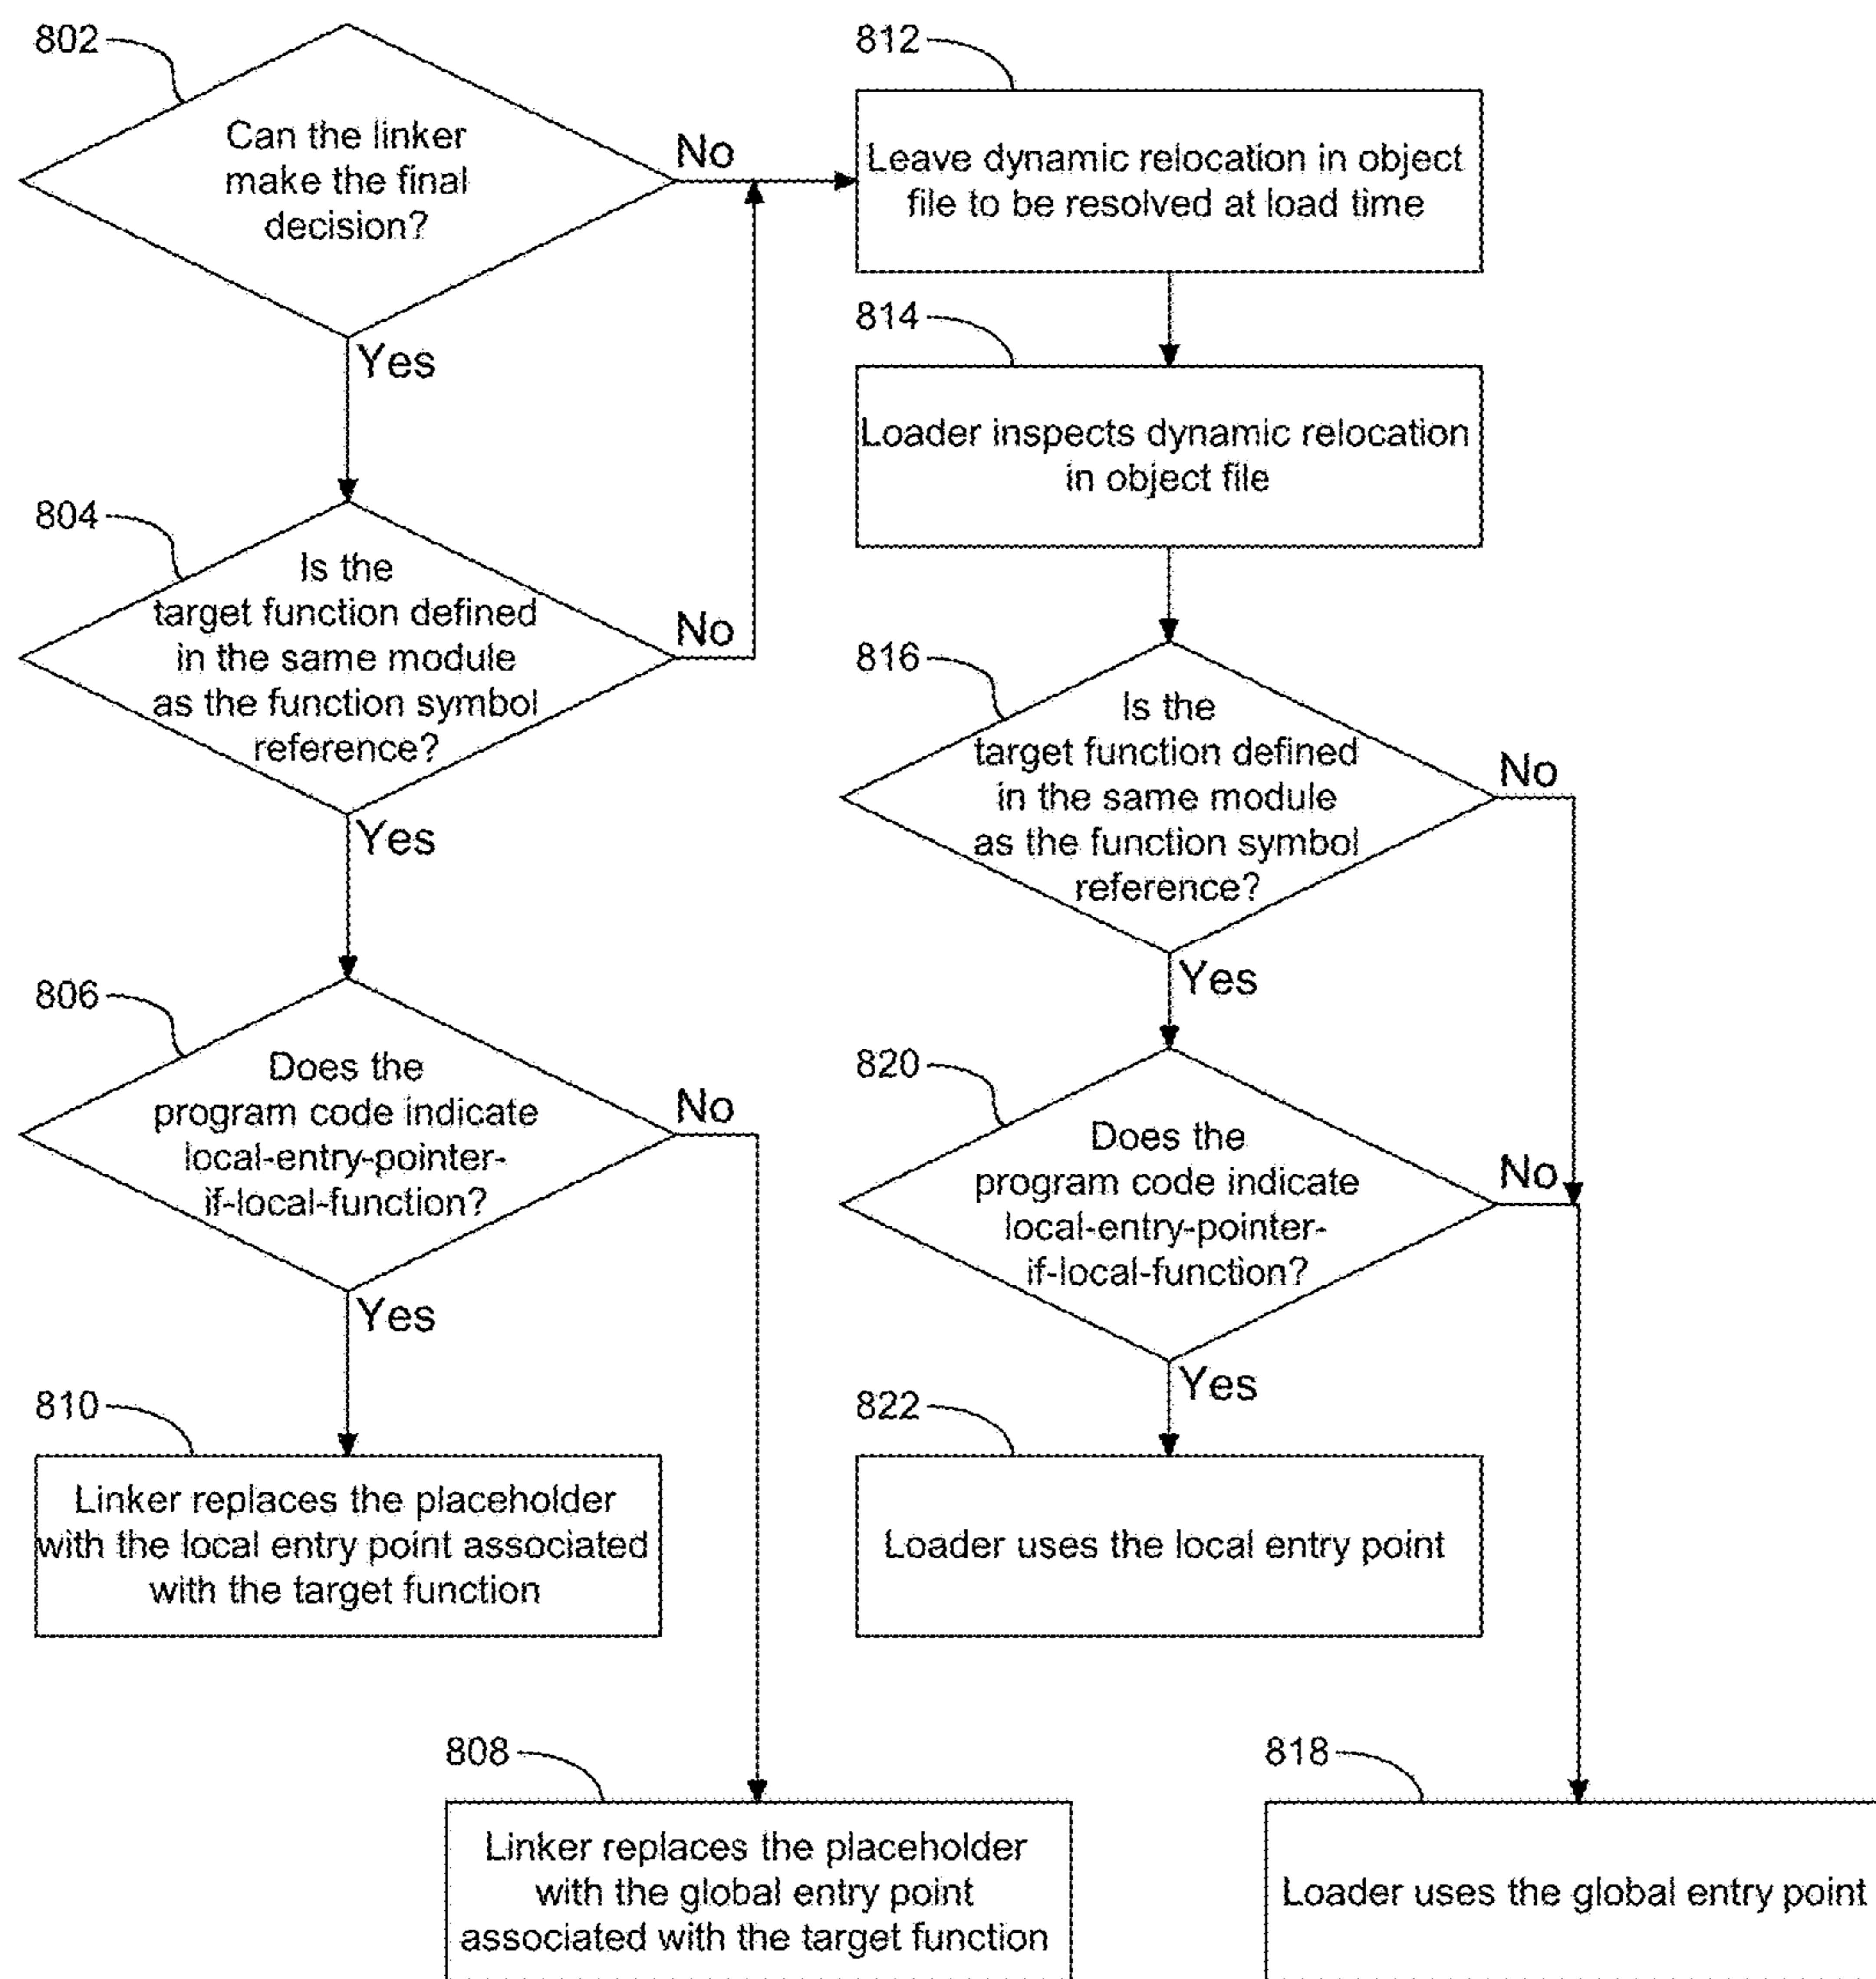 802
Can the linker
make the final
decision?
No
Yes
804
Is the
target function defined
in the same module
as the function symbol
reference?
No
Yes
806
Does the
program code indicate
local-entry-pointer-
if-local-function?
No
Yes
810
Linker replaces the placeholder
with the local entry point associated
with the target function
808
Linker replaces the placeholder
with the global entry point
associated with the target function
812
Leave dynamic relocation in object
file to be resolved at load time
814
Loader inspects dynamic relocation
in object file
816
Is the
target function defined
in the same module
as the function symbol
reference?
No
Yes
820
Does the
program code indicate
local-entry-pointer-
if-local-function?
No
Yes
822
Loader uses the local entry point
818
Loader uses the global entry point